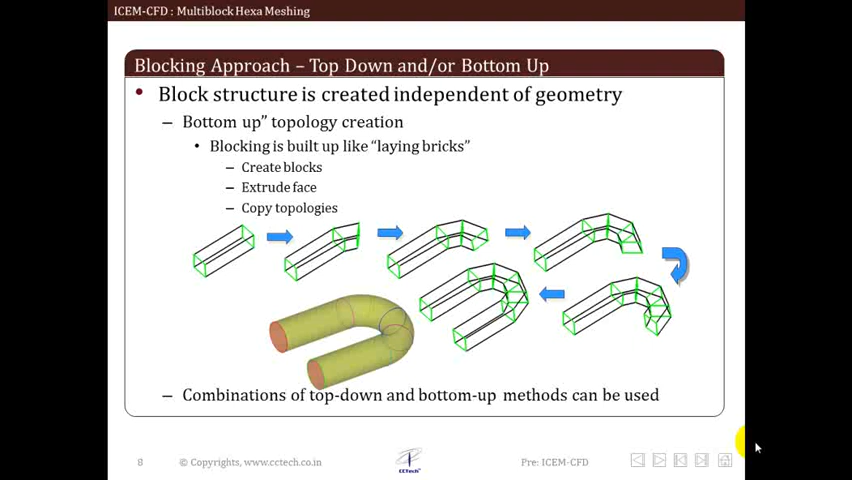 ICEM-CFD : Multiblock Hexa Meshing
Blocking Approach – Top Down and/or Bottom Up
• Block structure is created independent of geometry
– Bottom up” topology creation
• Blocking is built up like “laying bricks”
– Create blocks
– Extrude face
– Copy topologies
– Combinations of top-down and bottom-up methods can be used
8 © Copyrights, www.cctech.co.in
CCTech
Pre: ICEM-CFD